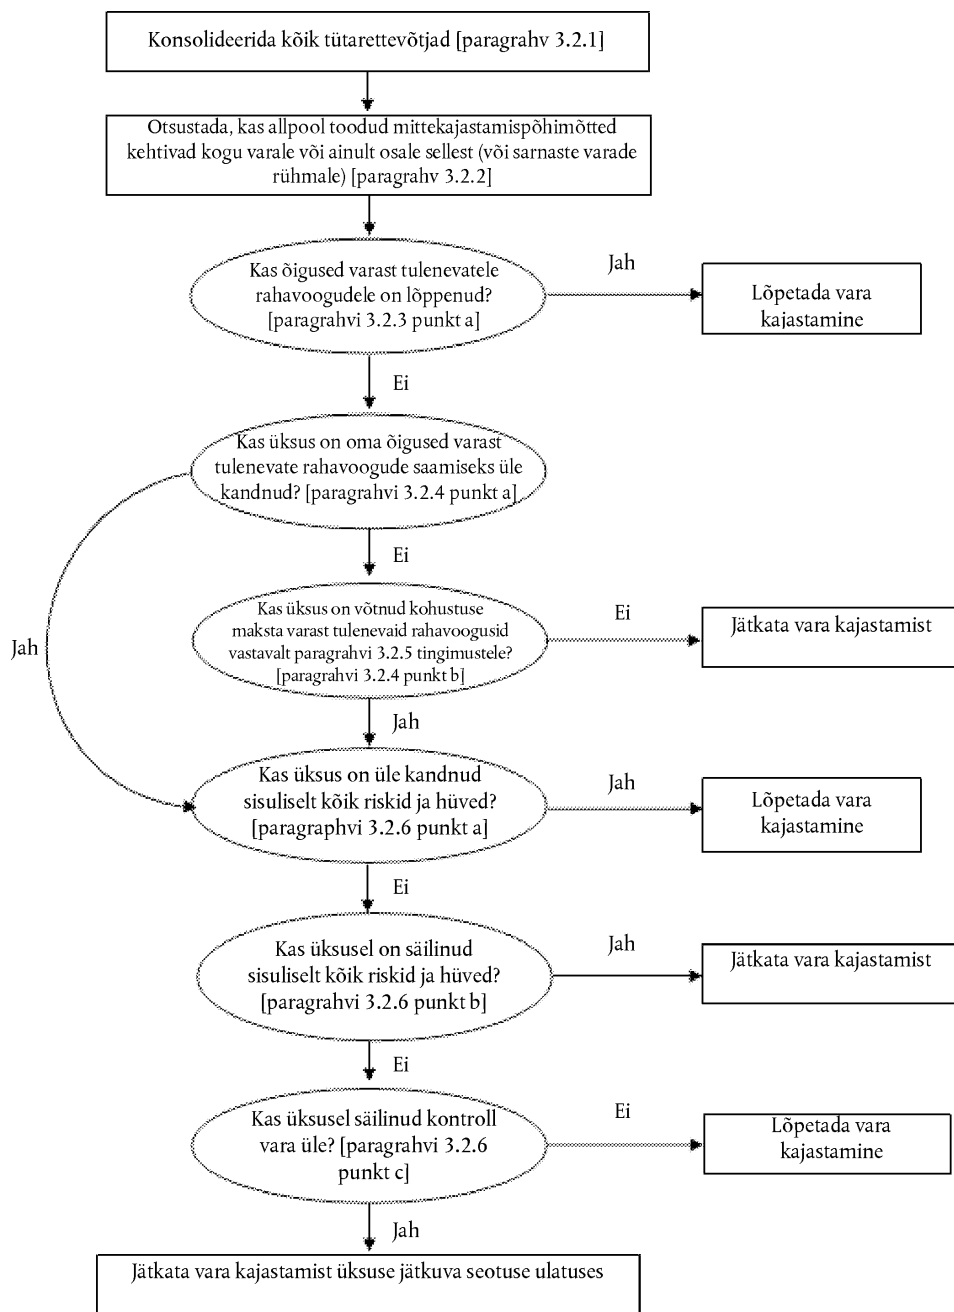 Konsolideerida kõik tütarettevõtjad [paragrahv 3.2.1]
Otsustada, kas allpool toodud mittekajastamispõhimõtted
kehtivad kogu varale või ainult osale sellest (või sarnaste varade
rühmale) [paragrahv 3.2.2]
Kas õigused varast tulenevatele
rahavoogudele on lõppenud?
[paragrahvi 3.2.3 punkt a]
Jah
Lõpetada vara
kajastamine
Ei
Kas üksus on oma õigused varast
tulenevate rahavoogude saamiseks üle
kandnud? [paragrahvi 3.2.4 punkt a]
Ei
Jah
Kas üksus on võtnud kohustuse
maksta varast tulenevaid rahavoogusid
vastavalt paragrahvi 3.2.5 tingimustele?
[paragrahvi 3.2.4 punkt b]
Ei
Jätkata vara kajastamist
Jah
Kas üksus on üle kandnud
sisuliselt kõik riskid ja hüved?
[paragraphvi 3.2.6 punkt a]
Jah
Lõpetada vara
kajastamine
Ei
Kas üksusel on säilinud
sisuliselt kõik riskid ja hüved?
[paragrahvi 3.2.6 punkt b]
Jah
Jätkata vara kajastamist
Ei
Kas üksusel säilinud kontroll
vara üle? [paragrahvi 3.2.6
punkt c]
Ei
Lõpetada vara
kajastamine
Jah
Jätkata vara kajastamist üksuse jätkuva seotuse ulatuses